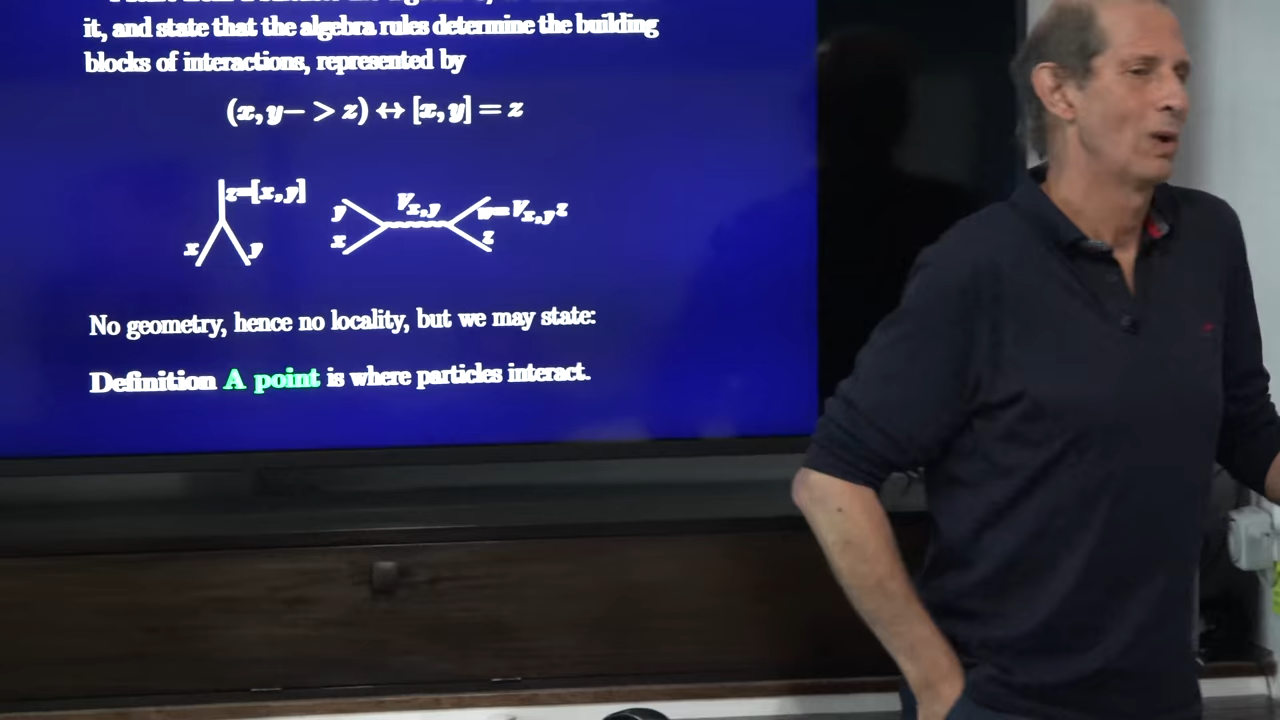 it, and state that the algebra rules determine the building
blocks of interactions, represented by
(x, y− > z) ↔ [x, y] = z
z=[x,y]
x
y
y
x
V_{x,y}
w=V_{x,y}z
z
No geometry, hence no locality, but we may state:
Definition A point is where particles interact.